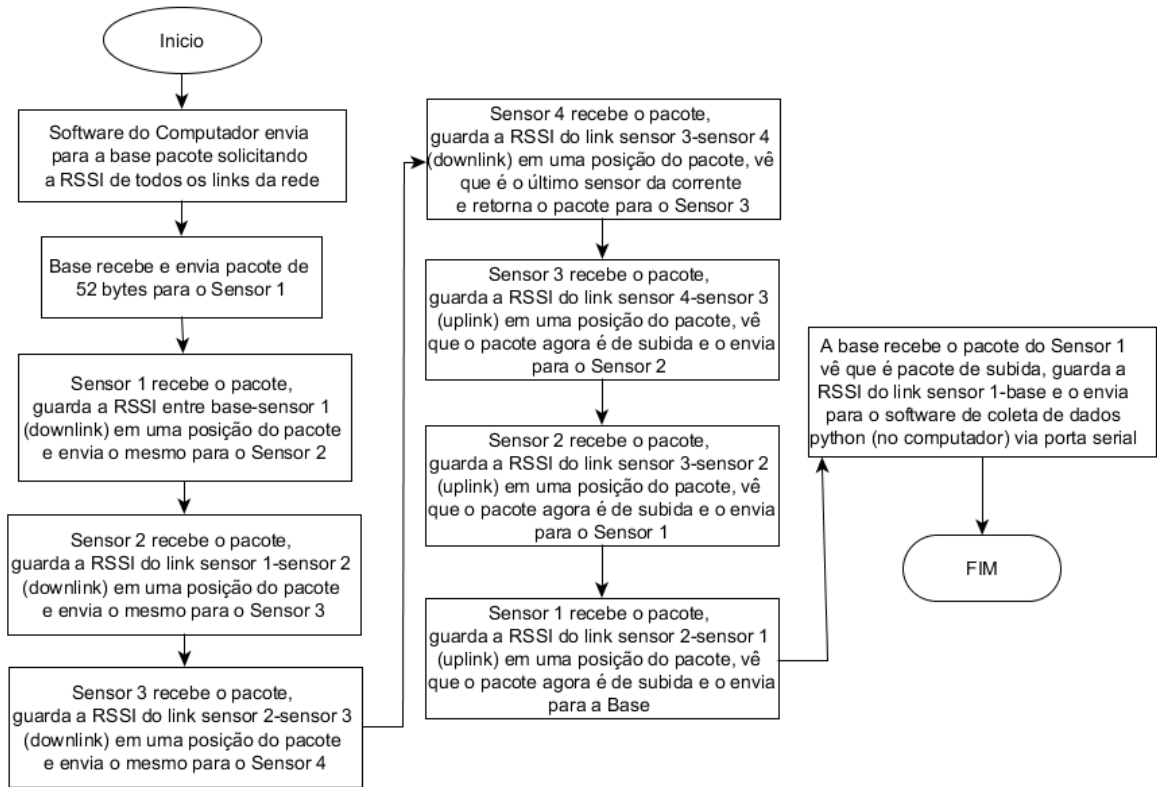 Inicio
Software do Computador envia
para a base pacote solicitando
a RSSI de todos os links da rede
Base recebe e envia pacote de
52 bytes para o Sensor 1
Sensor 1 recebe o pacote,
guarda a RSSI entre base-sensor 1
(downlink) em uma posição do pacote
e envia o mesmo para o Sensor 2
Sensor 2 recebe o pacote,
guarda a RSSI do link sensor 1-sensor 2
(downlink) em uma posição do pacote
e envia o mesmo para o Sensor 3
Sensor 3 recebe o pacote,
guarda a RSSI do link sensor 2-sensor 3
(downlink) em uma posição do pacote
e envia o mesmo para o Sensor 4
Sensor 4 recebe o pacote,
guarda a RSSI do link sensor 3-sensor 4
(downlink) em uma posição do pacote, vê
que é o último sensor da corrente
e retorna o pacote para o Sensor 3
Sensor 3 recebe o pacote,
guarda a RSSI do link sensor 4-sensor 3
(uplink) em uma posição do pacote, vê
que o pacote agora é de subida e o envia
para o Sensor 2
Sensor 2 recebe o pacote,
guarda a RSSI do link sensor 3-sensor 2
(uplink) em uma posição do pacote, vê
que o pacote agora é de subida e o envia
para o Sensor 1
Sensor 1 recebe o pacote,
guarda a RSSI do link sensor 2-sensor 1
(uplink) em uma posição do pacote, vê
que o pacote agora é de subida e o envia
para a Base
A base recebe o pacote do Sensor 1
vê que é pacote de subida, guarda a
RSSI do link sensor 1-base e o envia
para o software de coleta de dados
python (no computador) via porta serial
FIM